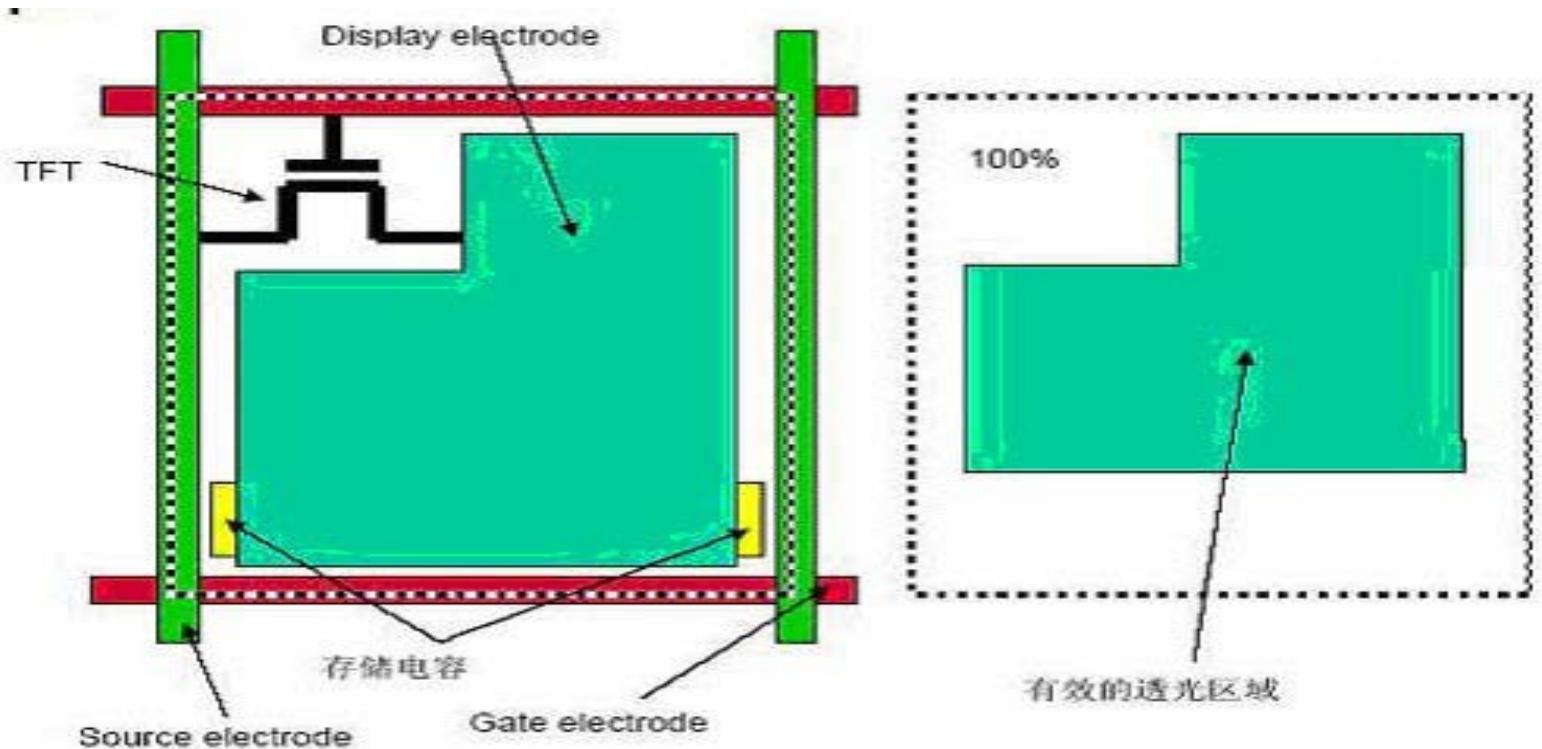 Display electrode
TFT
100%
存储电容
有效的透光区域
Gate electrode
Source electrode